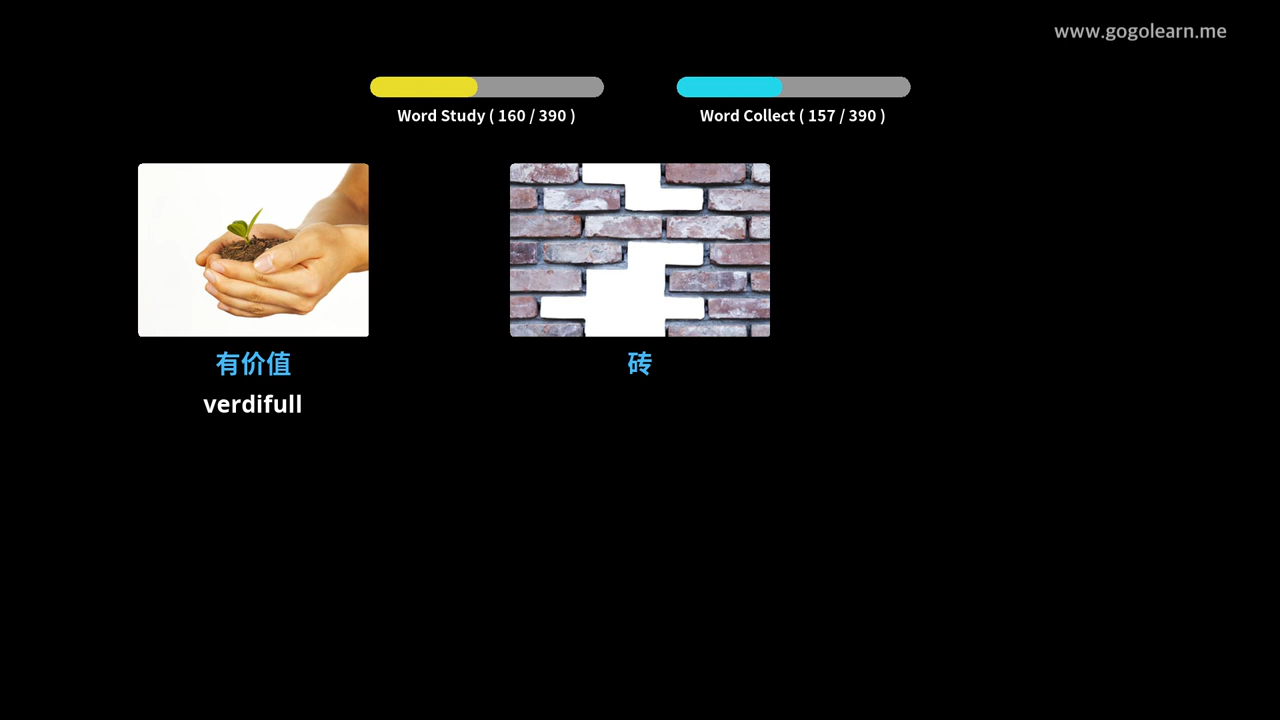 www.gogolearn.me
Word Study ( 160 / 390 )
Word Collect ( 157 / 390 )
有价值
verdifull
砖